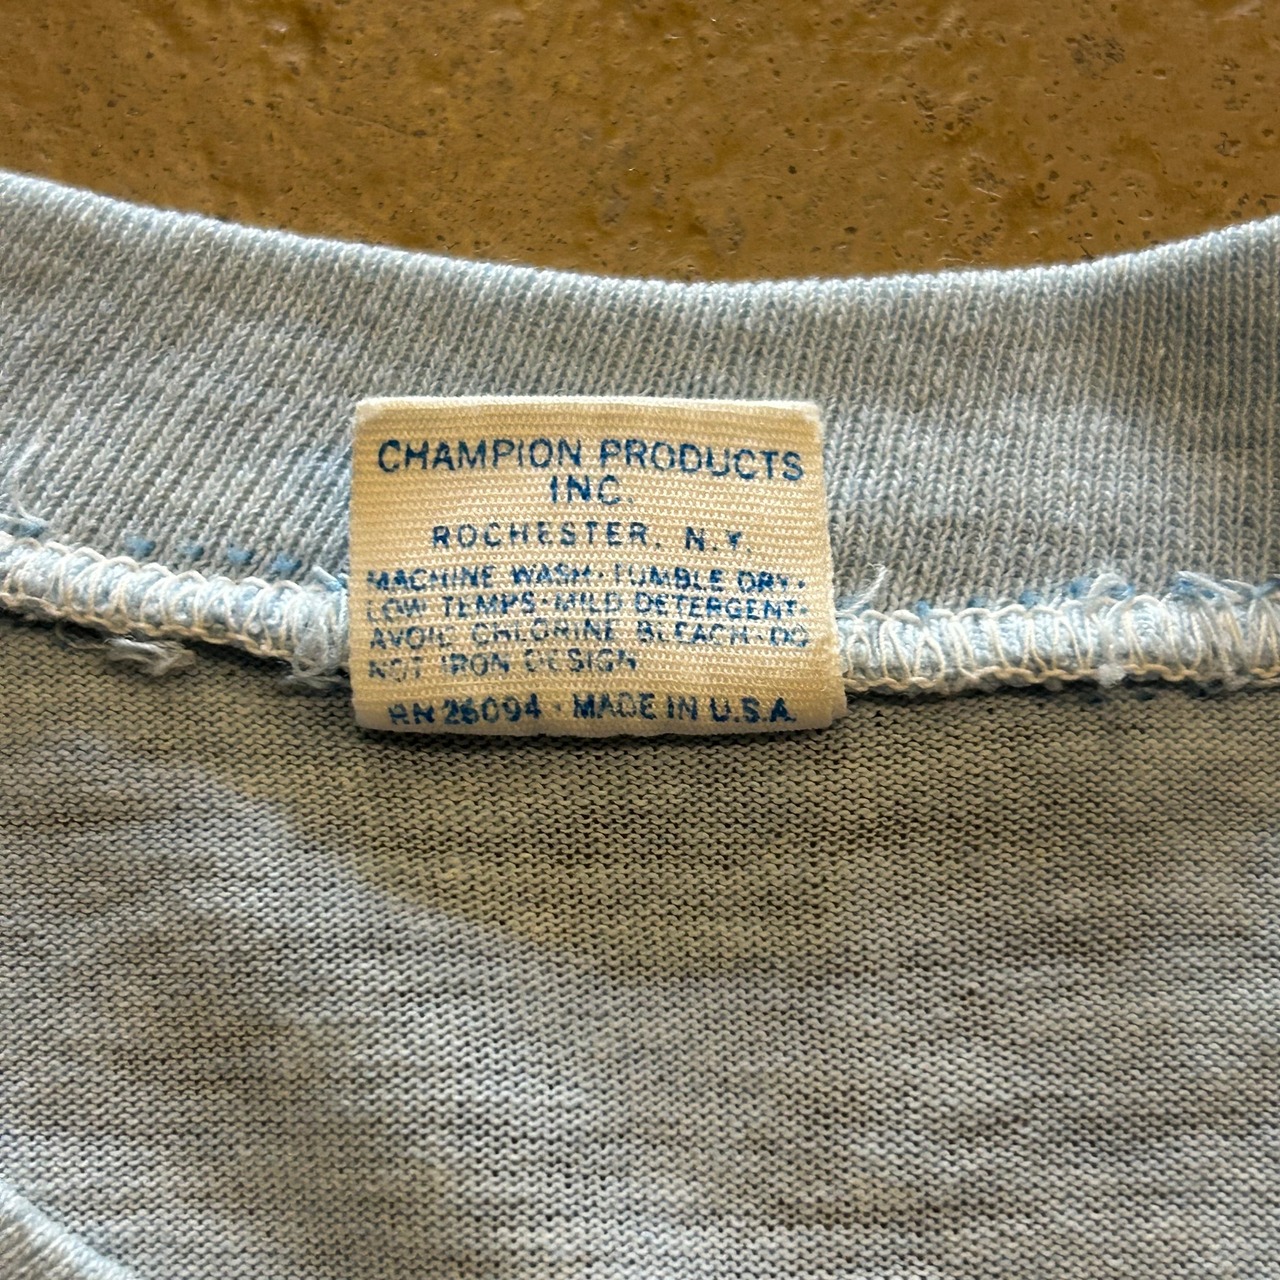 CHAMPION PRODUCTS
INC.
ROCHESTER, N.Y.
MACHINE WASH·TUMBLE DRY·
LOW TEMPS·MILD DETERGENT·
AVOID CHLORINE BLEACH·DO
NOT IRON DESIGN
RN 26094 · MADE IN U.S.A.